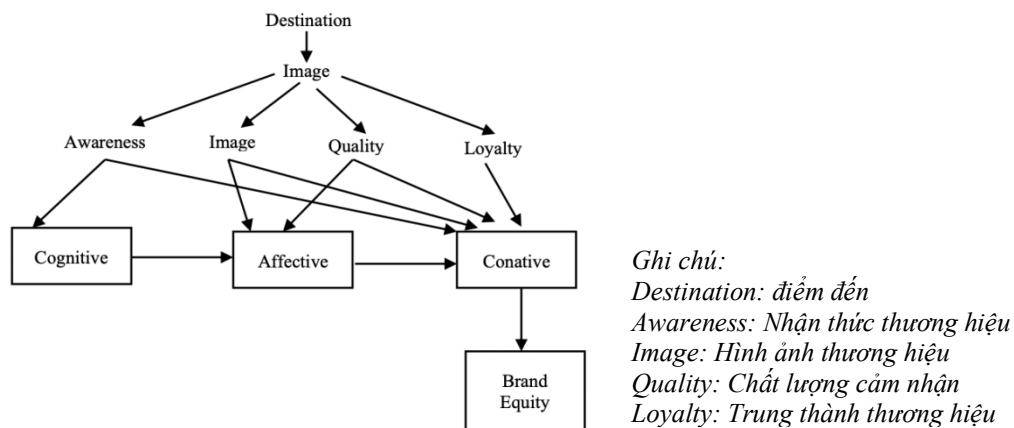 Destination
Image
Awareness Image Quality Loyalty
Cognitive Affective Conative
Brand
Equity
Ghi chú:
Destination: điểm đến
Awareness: Nhận thức thương hiệu
Image: Hình ảnh thương hiệu
Quality: Chất lượng cảm nhận
Loyalty: Trung thành thương hiệu